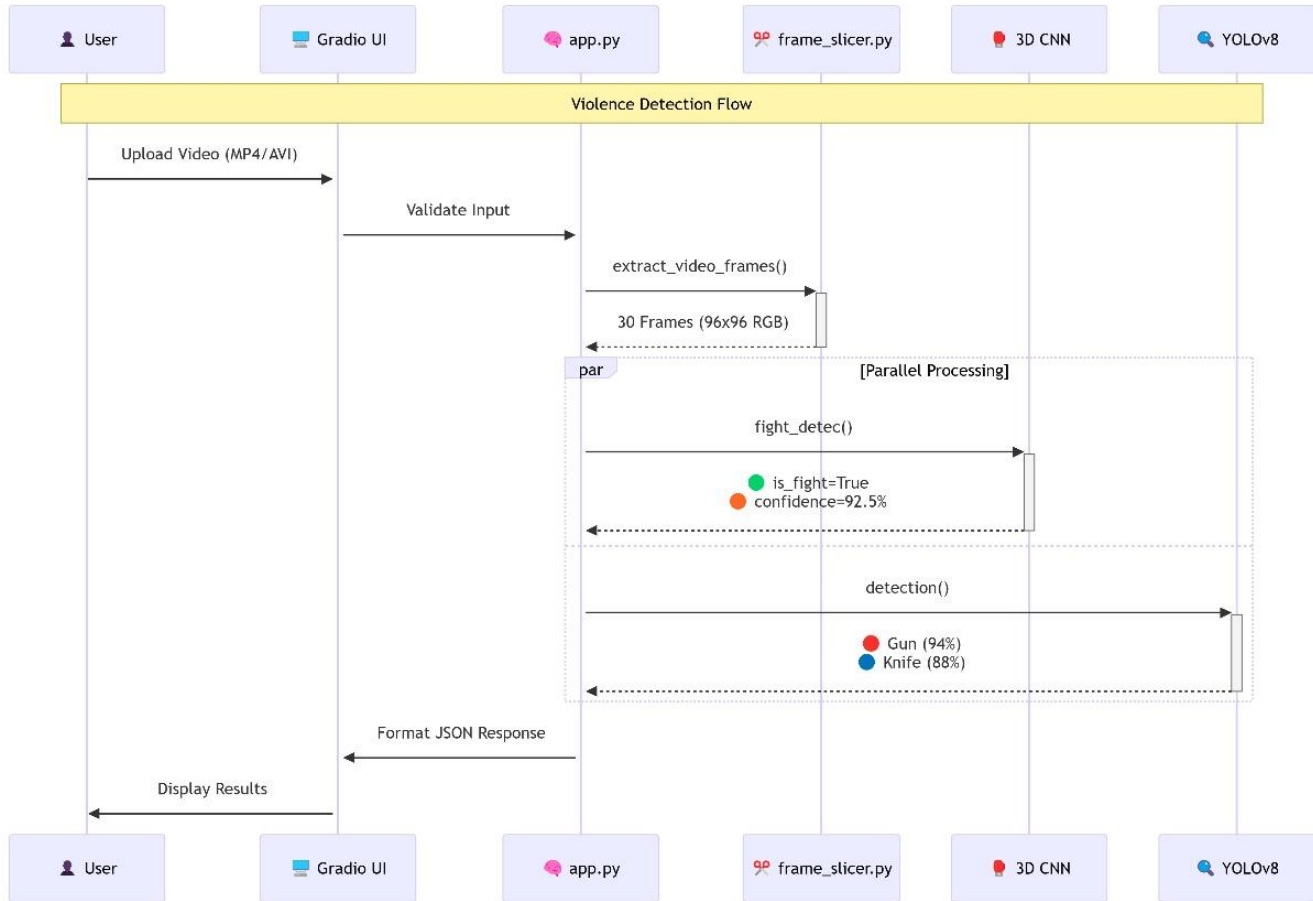 User
Gradio UI
app.py
frame_slicer.py
3D CNN
YOLOv8
Violence Detection Flow
Upload Video (MP4/AVI)
Validate Input
extract_video_frames()
30 Frames (96x96 RGB)
par
[Parallel Processing]
fight_detec()
is_fight=True
confidence=92.5%
detection()
Gun (94%)
Knife (88%)
Format JSON Response
Display Results
User
Gradio UI
app.py
frame_slicer.py
3D CNN
YOLOv8